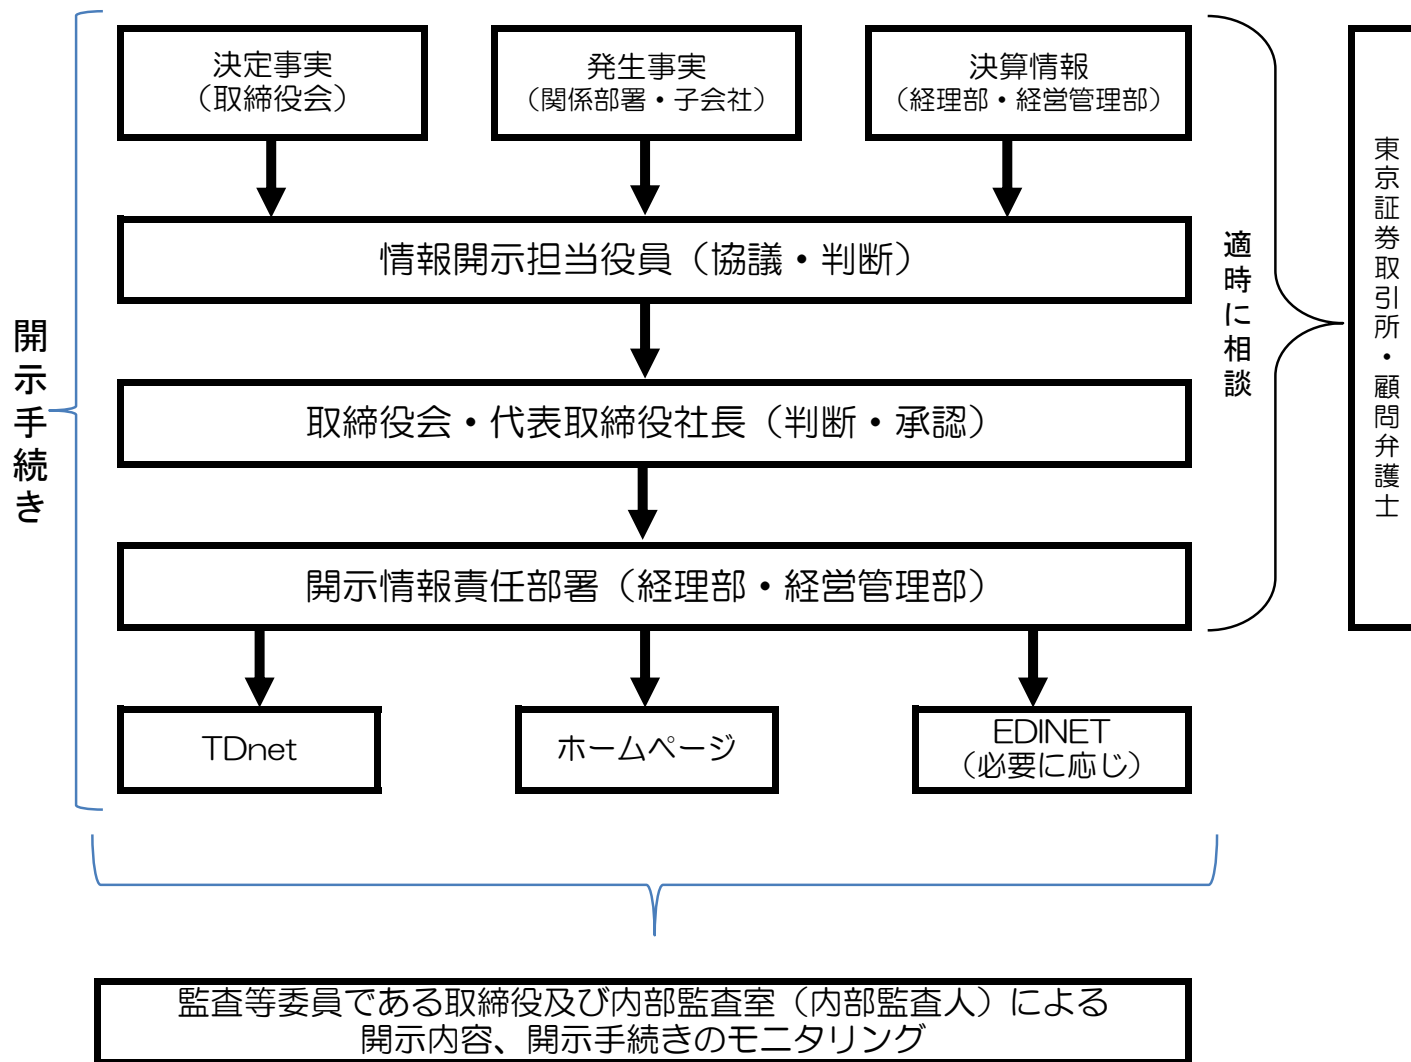 決定事実
（取締役会）
発生事実
（関係部署・子会社）
決算情報
（経理部・経営管理部）
情報開示担当役員（協議・判断）
取締役会・代表取締役社長（判断・承認）
開示情報責任部署（経理部・経営管理部）
TDnet
ホームページ
EDINET
（必要に応じ）
開示手続き
適時に相談
東京証券取引所・顧問弁護士
監査等委員である取締役及び内部監査室（内部監査人）による
開示内容、開示手続きのモニタリング